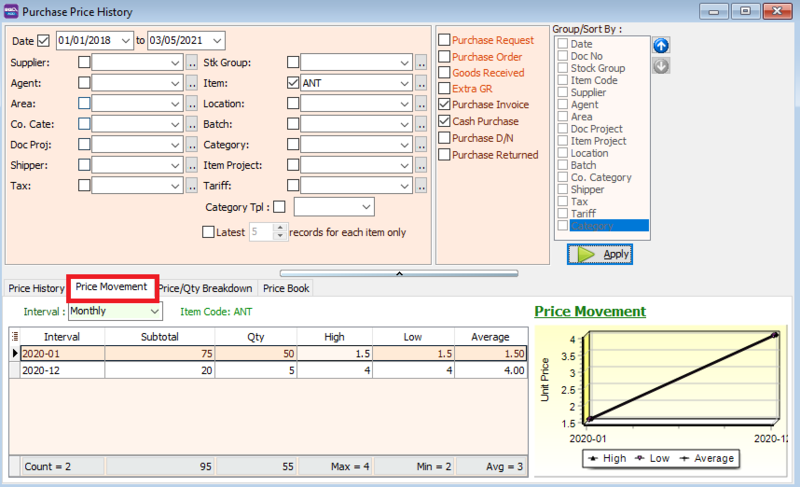 Purchase Price History
Date 01/01/2018 to 03/05/2021
Supplier: .. Stk Group: ..
Agent: .. Item: ANT ..
Area: .. Location: ..
Co. Cate: .. Batch: ..
Doc Proj: .. Category: ..
Shipper: .. Item Project: ..
Tax: .. Tariff: ..
Category Tpl :
Latest 5 records for each item only
Purchase Request
Purchase Order
Goods Received
Extra GR
Purchase Invoice
Cash Purchase
Purchase D/N
Purchase Returned
Group/Sort By :
Date
Doc No
Stock Group
Item Code
Supplier
Agent
Area
Doc Project
Item Project
Location
Batch
Co. Category
Shipper
Tax
Tariff
Category
Apply
Price History Price Movement Price/Qty Breakdown Price Book
Interval : Monthly Item Code: ANT
Interval Subtotal Qty High Low Average
2020-01 75 50 1.5 1.5 1.50
2020-12 20 5 4 4 4.00
Count = 2 95 55 Max = 4 Min = 2 Avg = 3
Price Movement
Unit Price
4
3.5
3
2.5
2
1.5
2020-01 2020-12
High Low Average